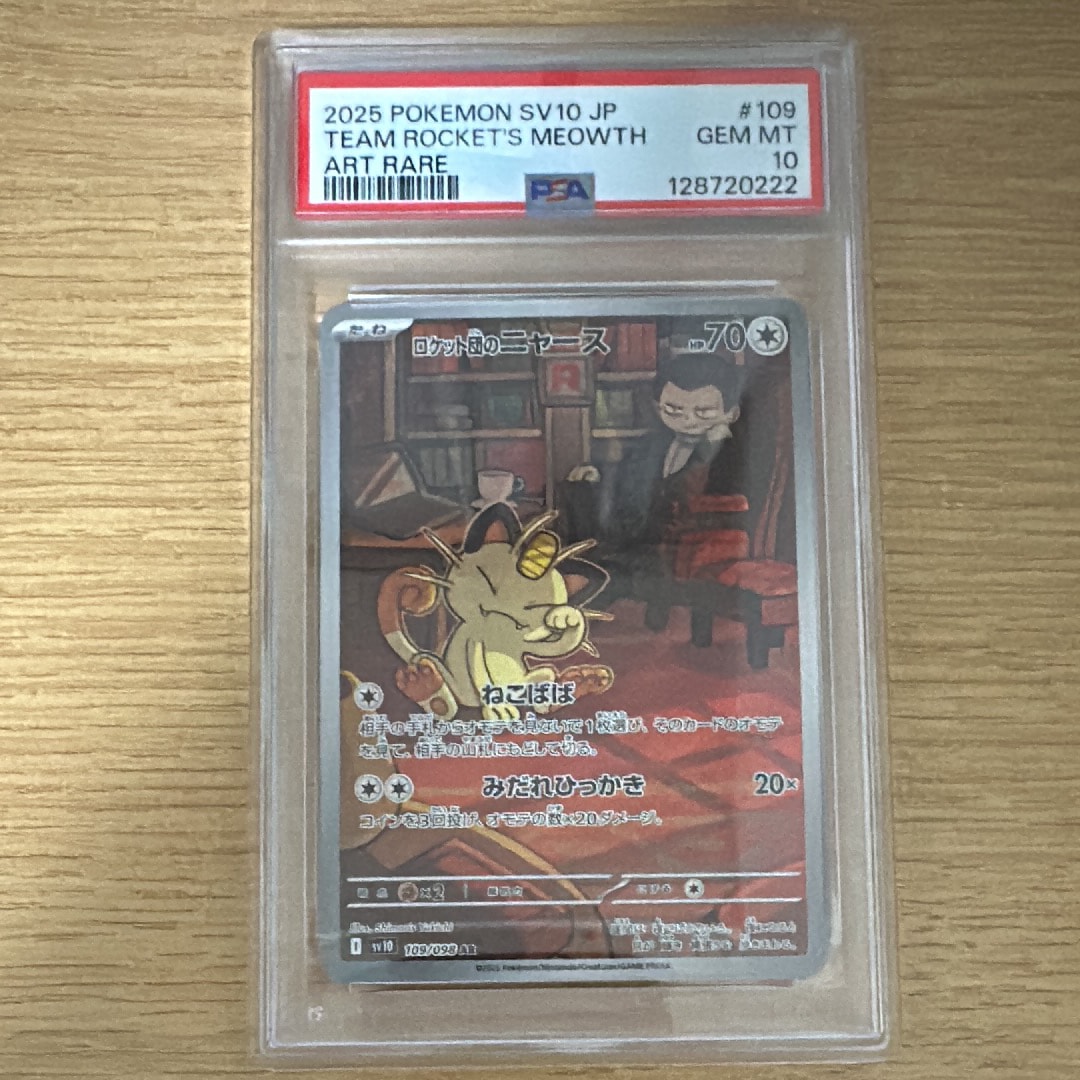 2025 POKEMON SV10 JP #109
TEAM ROCKET'S MEOWTH GEM MT
ART RARE 10
PSA 128720222
たね ロケット団のニャース HP70
R
ねこばば
相手の手札からオモテを見ないで1枚選び、そのカードのオモテ
を見て、相手の山札にもどして切る。
みだれひっかき 20×
コインを3回投げ、オモテの数×20ダメージ。
×2
Illus.
I SV10 109/098 AR